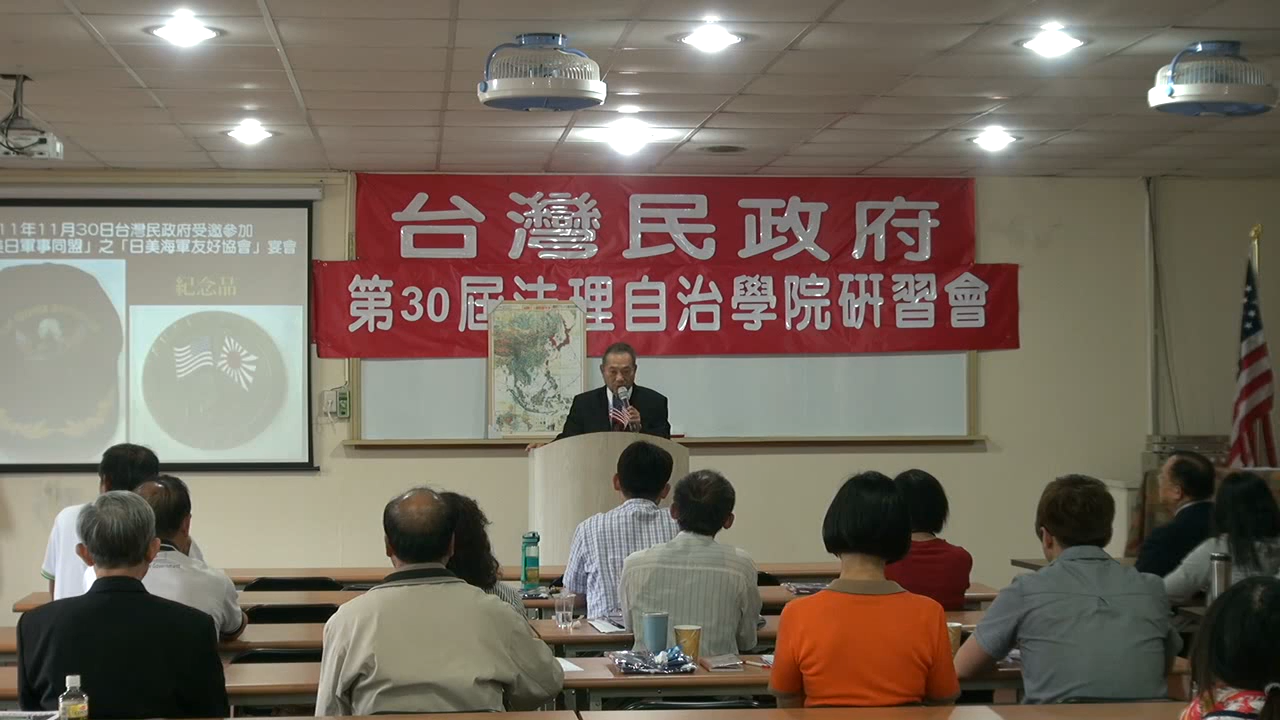 台灣民政府
第30屆法理自治學院研習會
11年11月30日台灣民政府受邀參加
日軍事同盟」之「日美海軍友好協會」宴會
紀念品